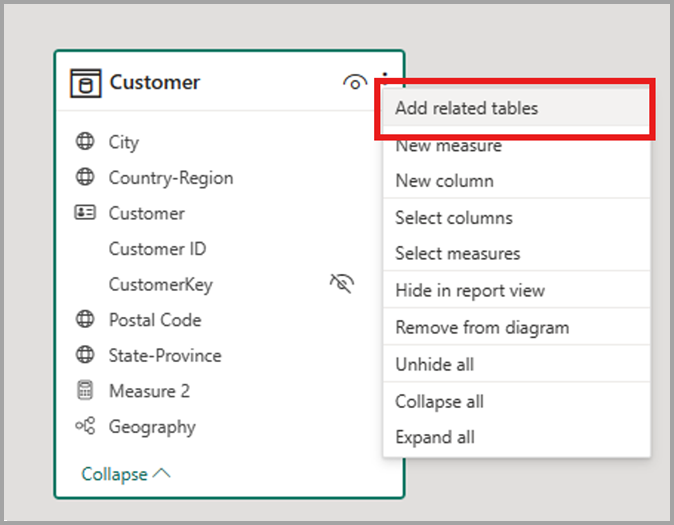 Customer
City
Country-Region
Customer
Customer ID
CustomerKey
Postal Code
State-Province
Measure 2
Geography
Collapse
Add related tables
New measure
New column
Select columns
Select measures
Hide in report view
Remove from diagram
Unhide all
Collapse all
Expand all